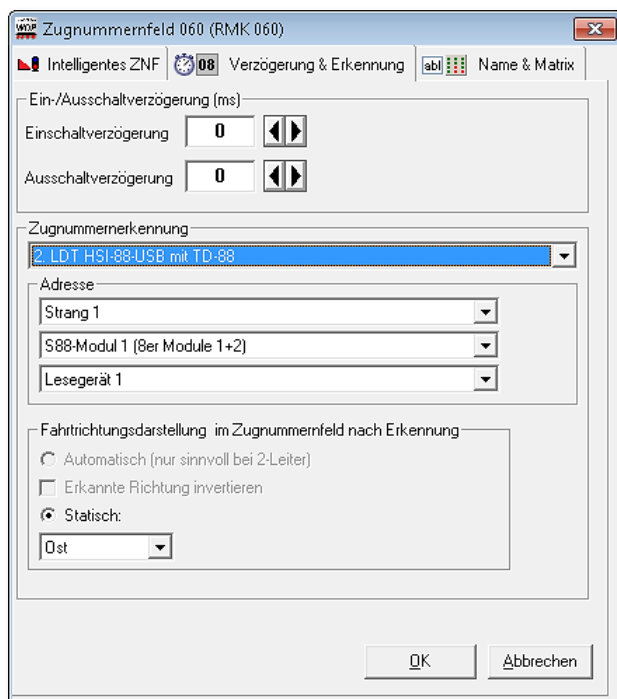 Zugnummernfeld 060 (RMK 060)
Intelligentes ZNF 08 Verzögerung & Erkennung abl Name & Matrix
Ein-/Ausschaltverzögerung (ms)
Einschaltverzögerung 0
Ausschaltverzögerung 0
Zugnummernerkennung
2. LDT HSI-88-USB mit TD-88
Adresse
Strang 1
S88-Modul 1 (8er Module 1+2)
Lesegerät 1
Fahrtrichtungsdarstellung im Zugnummernfeld nach Erkennung
Automatisch (nur sinnvoll bei 2-Leiter)
Erkannte Richtung invertieren
Statisch:
Ost
OK Abbrechen